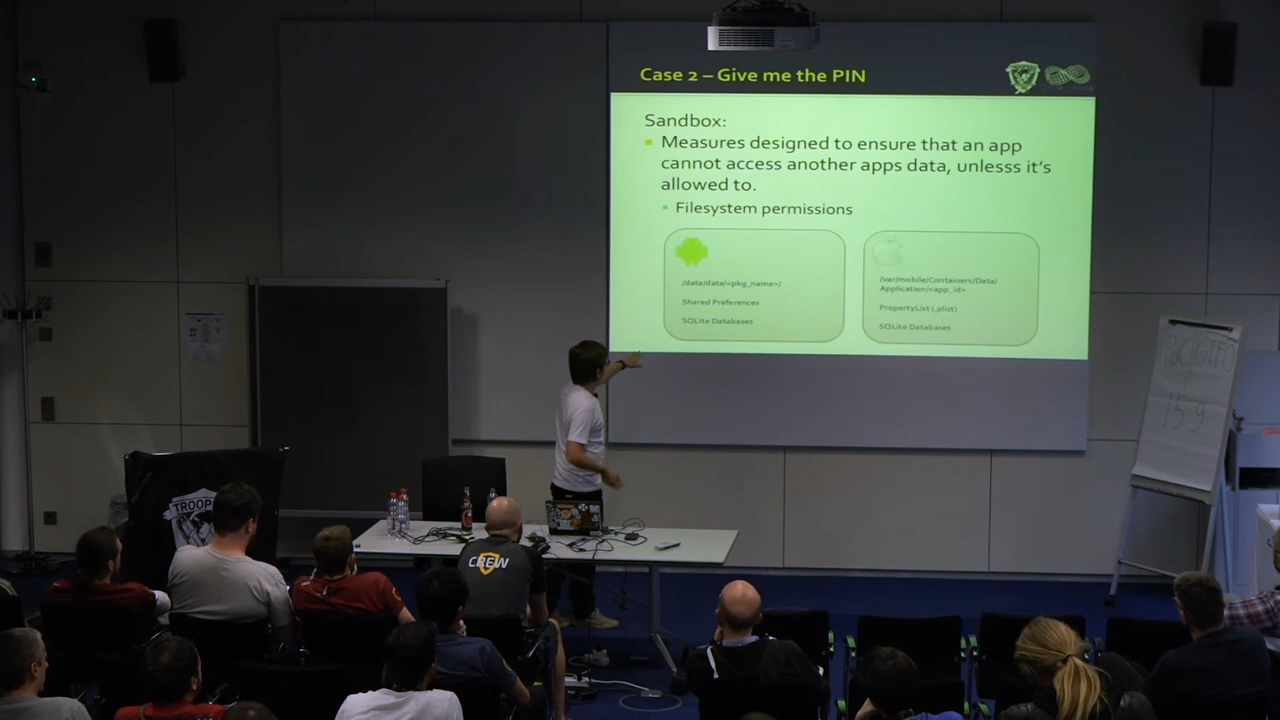 Case 2 – Give me the PIN
Sandbox:
Measures designed to ensure that an app
cannot access another apps data, unlesss it's
allowed to.
Filesystem permissions
/data/data/<pkg_name>/
Shared Preferences
SQLite Databases
/var/mobile/Containers/Data/
Application/<app_id>
PropertyList (.plist)
SQLite Databases
159
TROOP
CREW